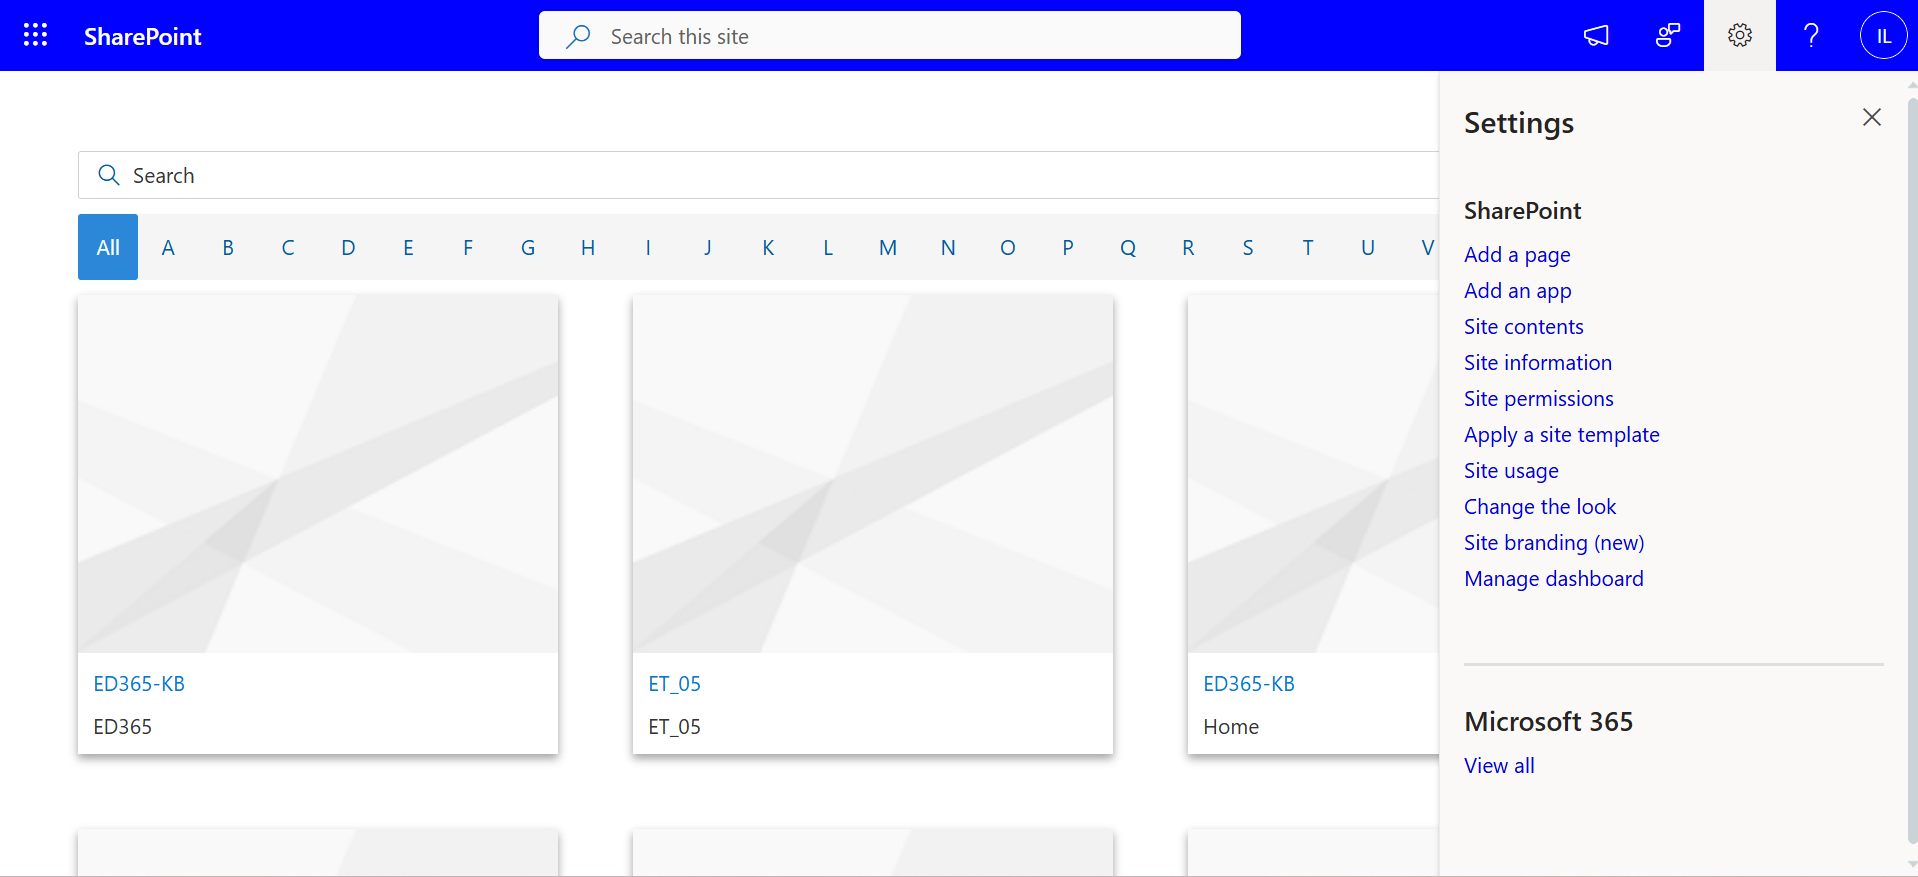 SharePoint
Search this site
IL
Search
All A B C D E F G H I J K L M N O P Q R S T U V
ED365-KB
ED365
ET_05
ET_05
ED365-KB
Home
Settings
SharePoint
Add a page
Add an app
Site contents
Site information
Site permissions
Apply a site template
Site usage
Change the look
Site branding (new)
Manage dashboard
Microsoft 365
View all